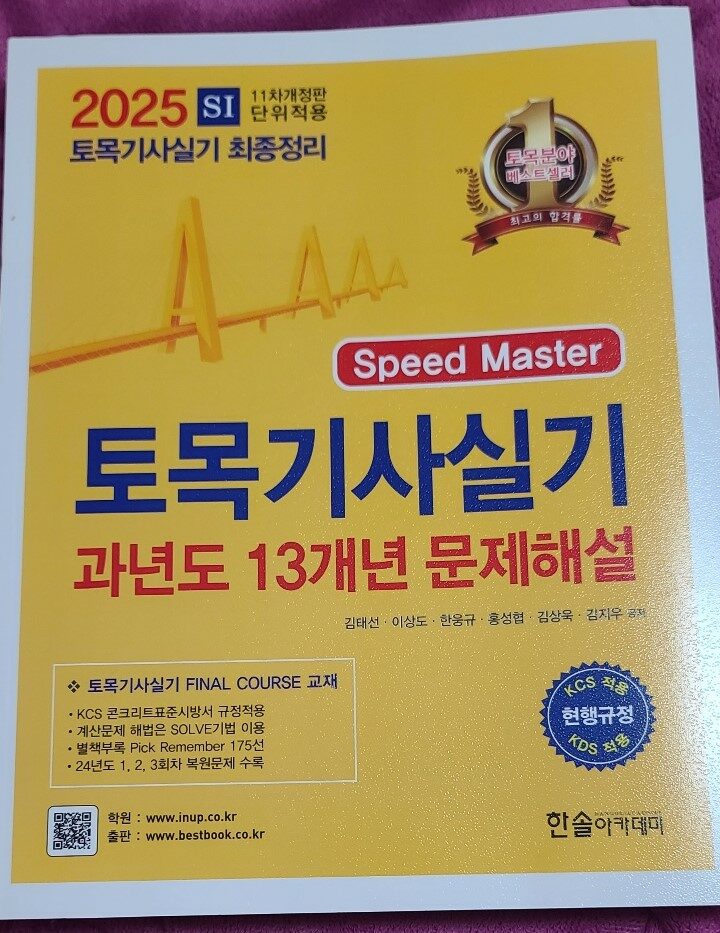 2025 SI 11차개정판
단위적용
토목기사실기 최종정리
1
토목분야
베스트셀러
최고의 합격률
Speed Master
토목기사실기
과년도 13개년 문제해설
김태선 · 이상도 · 한웅규 · 홍성협 · 김상욱 · 김지우 공저
❖ 토목기사실기 FINAL COURSE 교재
• KCS 콘크리트표준시방서 규정적용
• 계산문제 해법은 SOLVE기법 이용
• 별책부록 Pick Remember 175선
• 24년도 1, 2, 3회차 복원문제 수록
KCS 적용
현행규정
KDS 적용
학원 : www.inup.co.kr
출판 : www.bestbook.co.kr
한솔아카데미